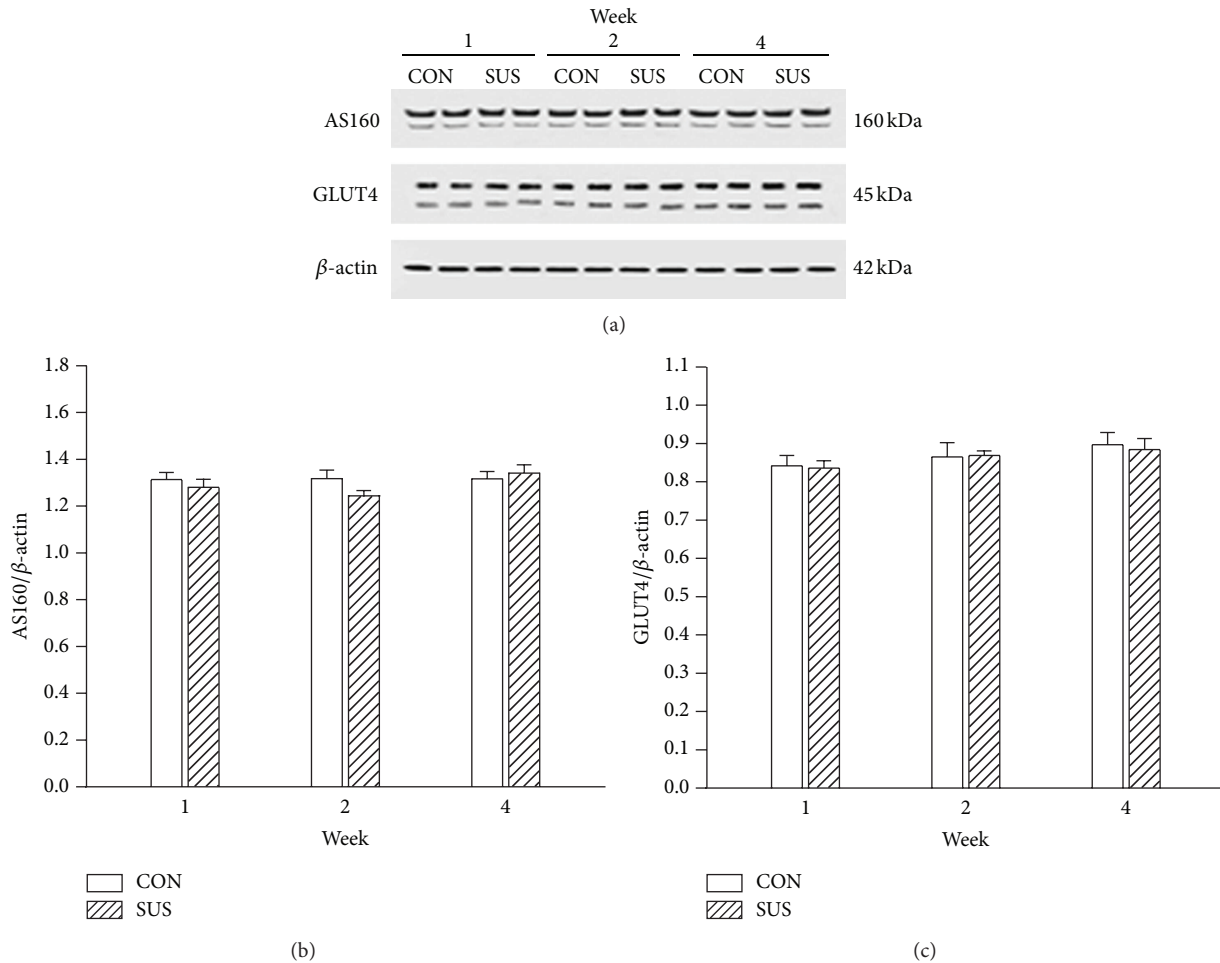 Week
1 2 4
CON SUS CON SUS CON SUS
AS160 160 kDa
GLUT4 45 kDa
β-actin 42 kDa
(a)
1.8
1.6
1.4
1.2
1.0
0.8
0.6
0.4
0.2
0.0
AS160/β-actin
1 2 4
Week
CON
SUS
(b)
1.1
1.0
0.9
0.8
0.7
0.6
0.5
0.4
0.3
0.2
0.1
0.0
GLUT4/β-actin
1 2 4
Week
CON
SUS
(c)